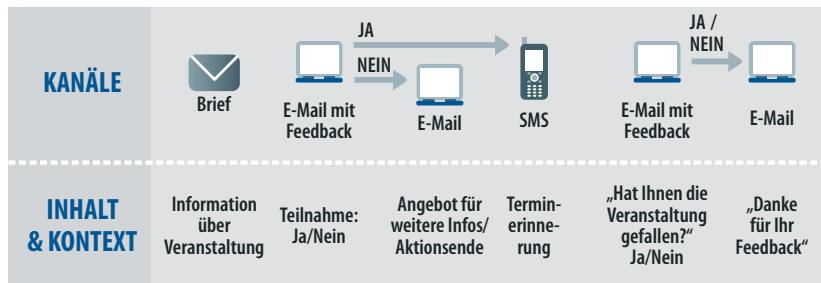 KANÄLE
Brief
E-Mail mit
Feedback
JA
NEIN
E-Mail
SMS
E-Mail mit
Feedback
JA /
NEIN
E-Mail
INHALT
& KONTEXT
Information
über
Veranstaltung
Teilnahme:
Ja/Nein
Angebot für
weitere Infos/
Aktionsende
Termin-
erinne-
rung
„Hat Ihnen die
Veranstaltung
gefallen?“
Ja/Nein
„Danke
für Ihr
Feedback“